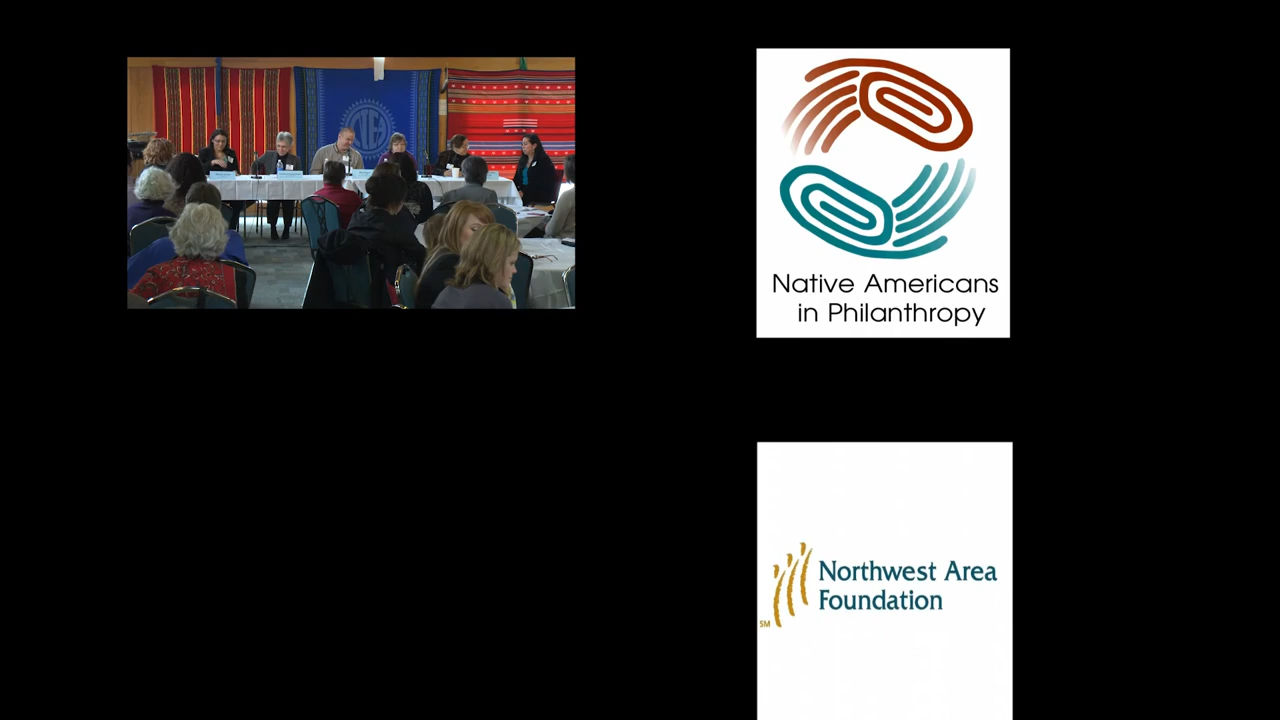 Native Americans
in Philanthropy
Northwest Area
Foundation
SM